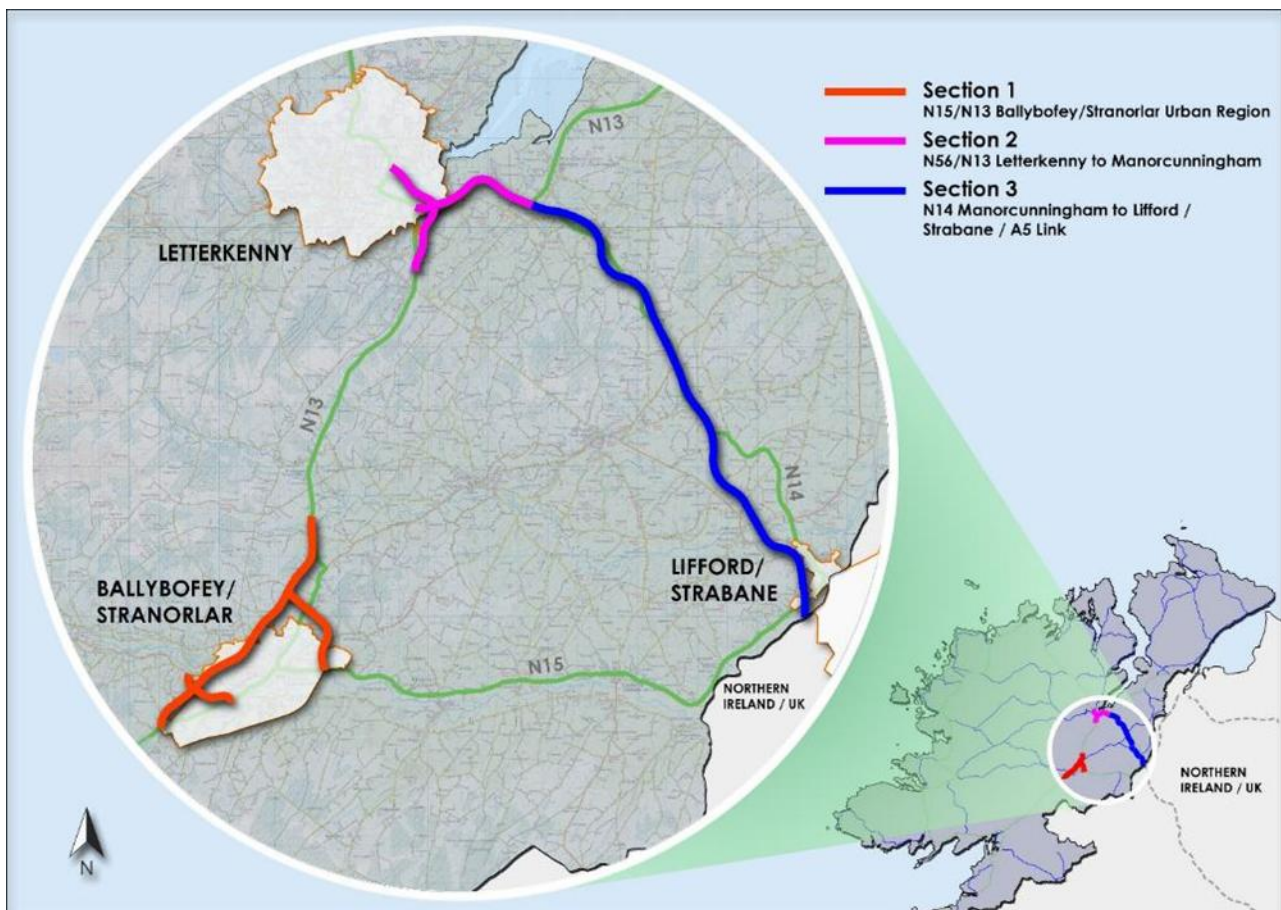 Section 1
N15/N13 Ballybofey/Stranorlar Urban Region
Section 2
N56/N13 Letterkenny to Manorcunningham
Section 3
N14 Manorcunningham to Lifford /
Strabane / A5 Link
N13
LETTERKENNY
N13
N14
BALLYBOFEY/
STRANORLAR
LIFFORD/
STRABANE
N15
NORTHERN
IRELAND / UK
NORTHERN
IRELAND / UK
N